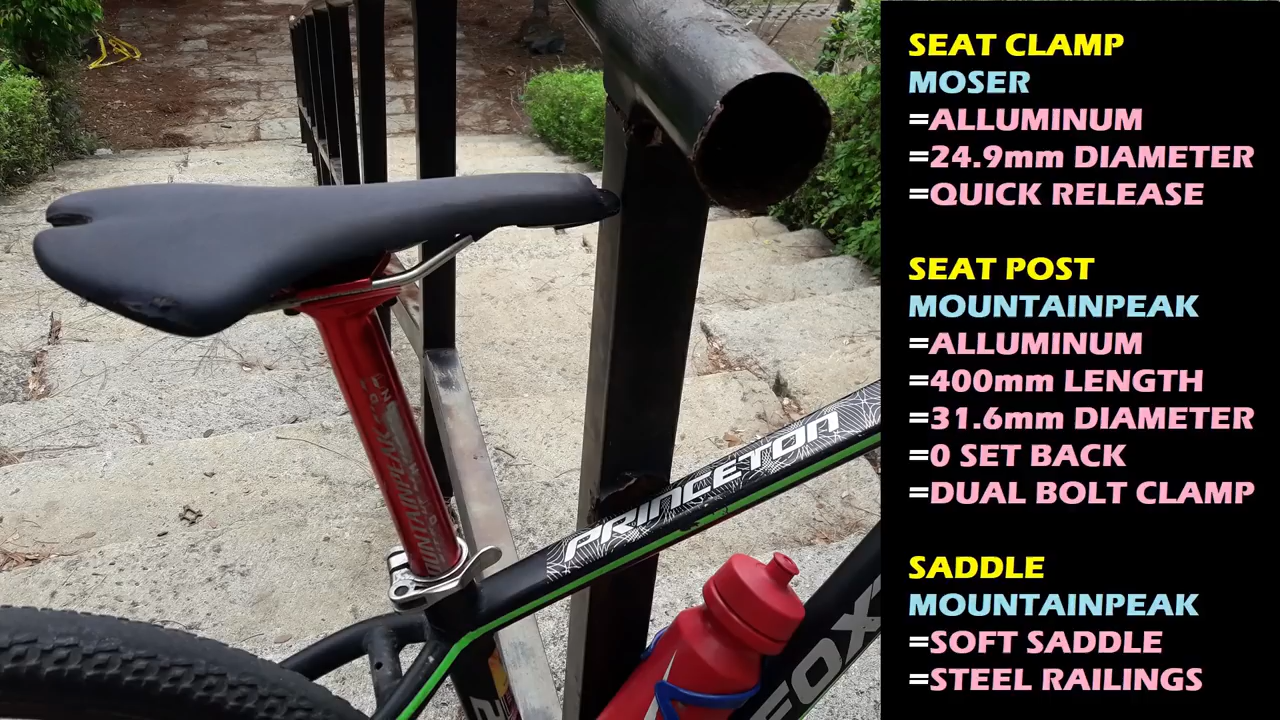 SEAT CLAMP
MOSER
=ALLUMINUM
=24.9mm DIAMETER
=QUICK RELEASE
SEAT POST
MOUNTAINPEAK
=ALLUMINUM
=400mm LENGTH
=31.6mm DIAMETER
=0 SET BACK
=DUAL BOLT CLAMP
SADDLE
MOUNTAINPEAK
=SOFT SADDLE
=STEEL RAILINGS
PRINCETON
FOX